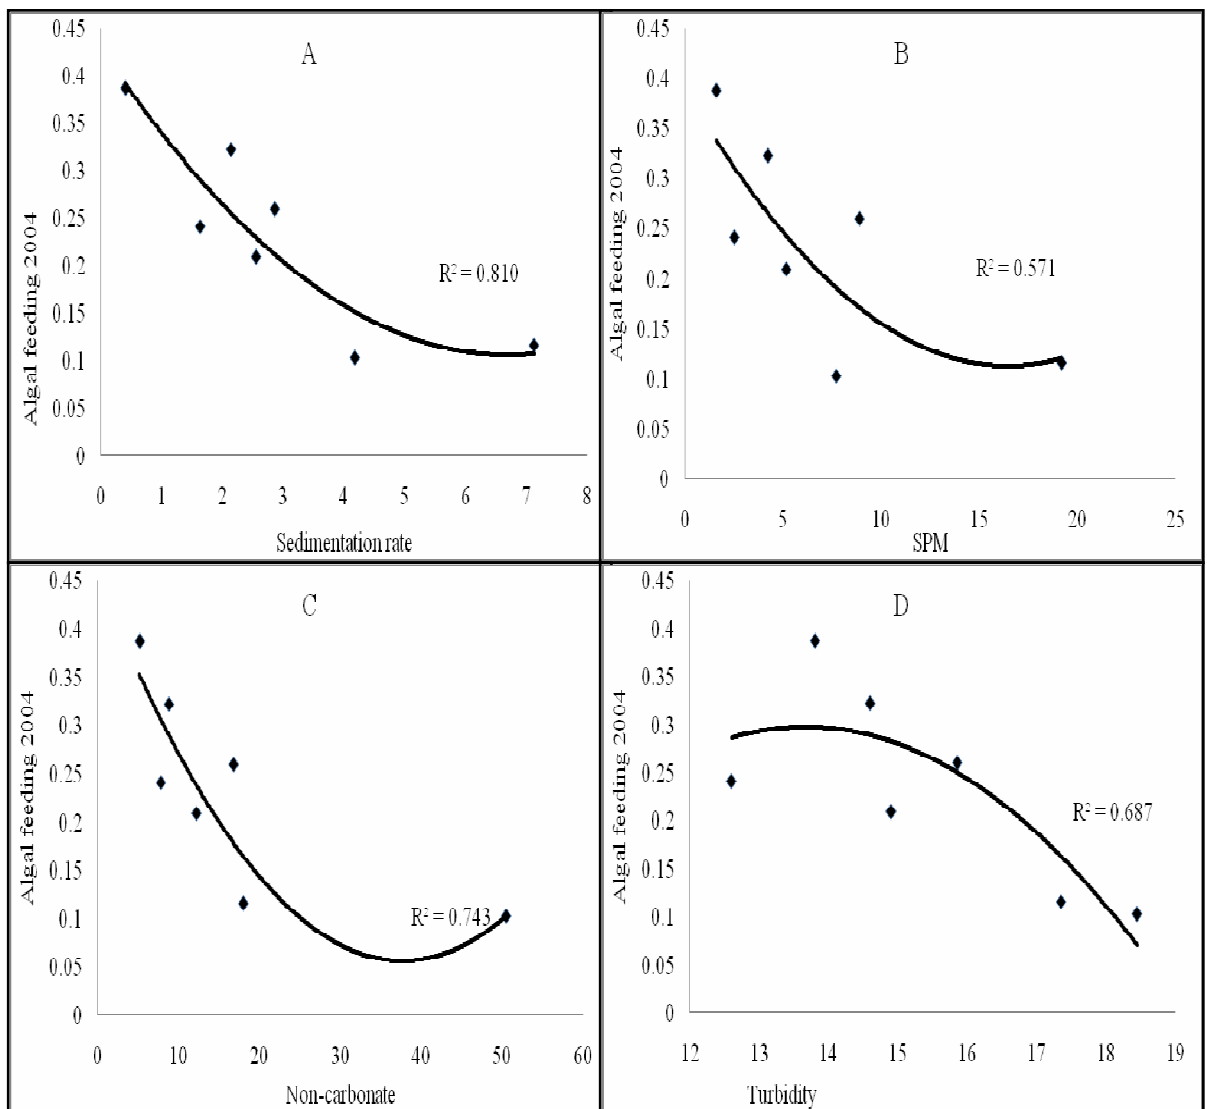 A
0.45
0.4
0.35
0.3
0.25
0.2
0.15
0.1
0.05
0
Algal feeding 2004
R² = 0.810
0 1 2 3 4 5 6 7 8
Sedimentation rate
B
0.45
0.4
0.35
0.3
0.25
0.2
0.15
0.1
0.05
0
Algal feeding 2004
R² = 0.571
0 5 10 15 20 25
SPM
C
0.45
0.4
0.35
0.3
0.25
0.2
0.15
0.1
0.05
0
Algal feeding 2004
R² = 0.743
0 10 20 30 40 50 60
Non-carbonate
D
0.45
0.4
0.35
0.3
0.25
0.2
0.15
0.1
0.05
0
Algal feeding 2004
R² = 0.687
12 13 14 15 16 17 18 19
Turbidity